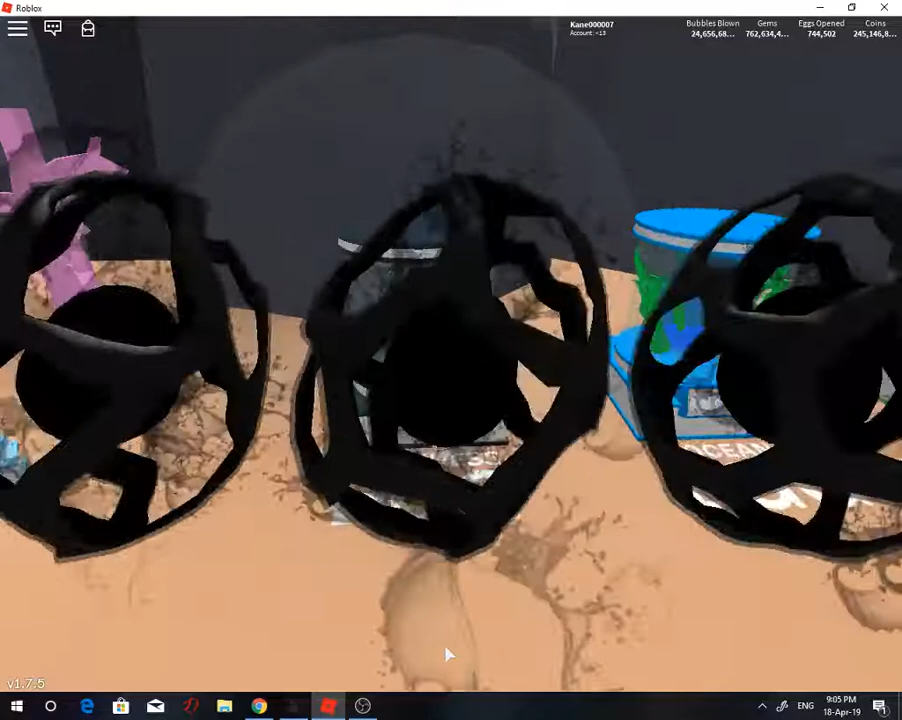 Roblox
Kane000007
Account: <13
Bubbles Blown
24,656,68...
Gems
762,634,4...
Eggs Opened
744,502
Coins
245,146,8...
OCEAN
v1.7.5
ENG
9:05 PM
18-Apr-19